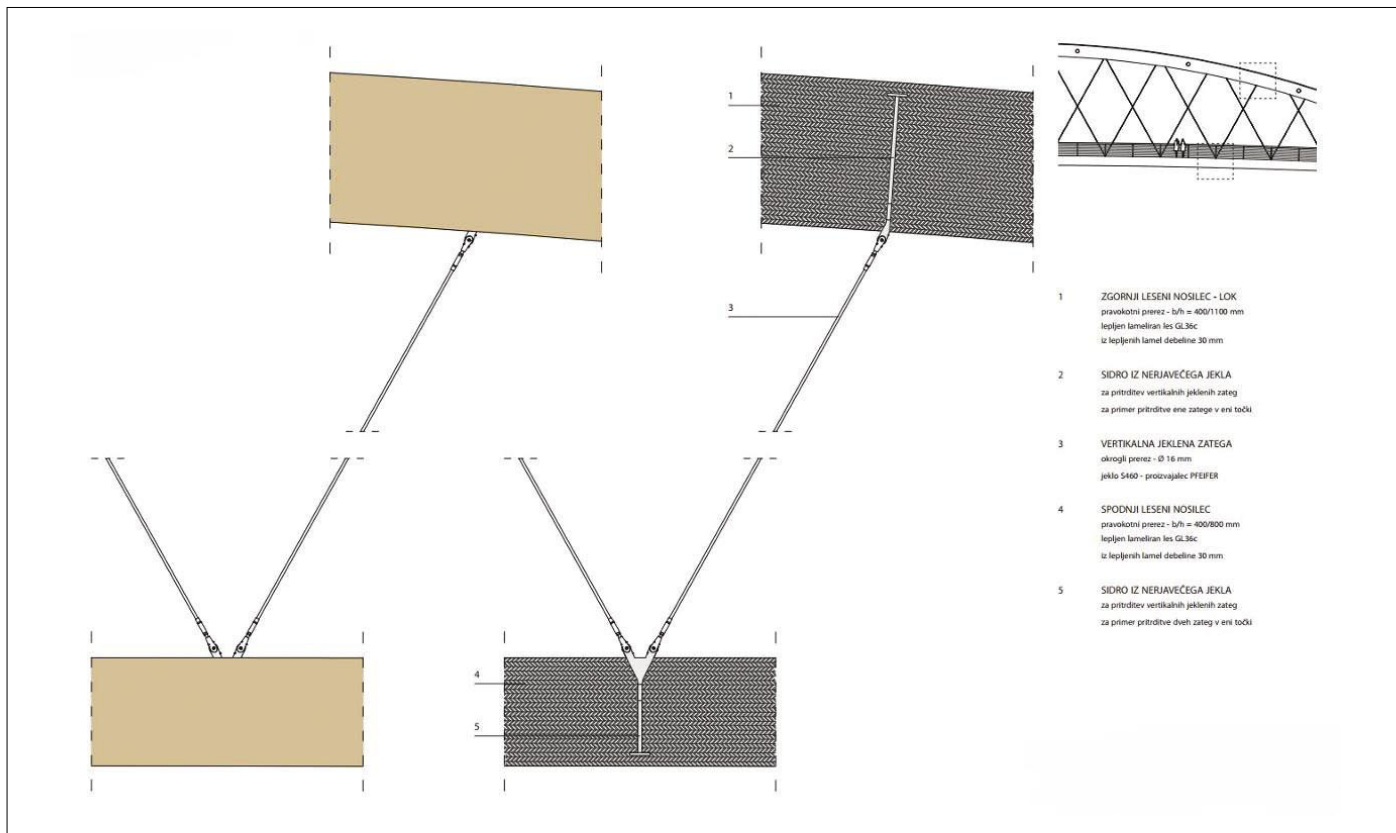 1
2
3
4
5
1 ZGORNJI LESENI NOSILEC - LOK
pravokotni prerez - b/h = 400/1100 mm
lepljen lameliran les GL36c
iz lepljenih lamel debeline 30 mm
2 SIDRO IZ NERJAVEČEGA JEKLA
za pritrditev vertikalnih jeklenih zateg
za primer pritrditve ene zatege v eni točki
3 VERTIKALNA JEKLENA ZATEGA
okrogli prerez - Ø 16 mm
jeklo S460 - proizvajalec PFEIFER
4 SPODNJI LESENI NOSILEC
pravokotni prerez - b/h = 400/800 mm
lepljen lameliran les GL36c
iz lepljenih lamel debeline 30 mm
5 SIDRO IZ NERJAVEČEGA JEKLA
za pritrditev vertikalnih jeklenih zateg
za primer pritrditve dveh zateg v eni točki